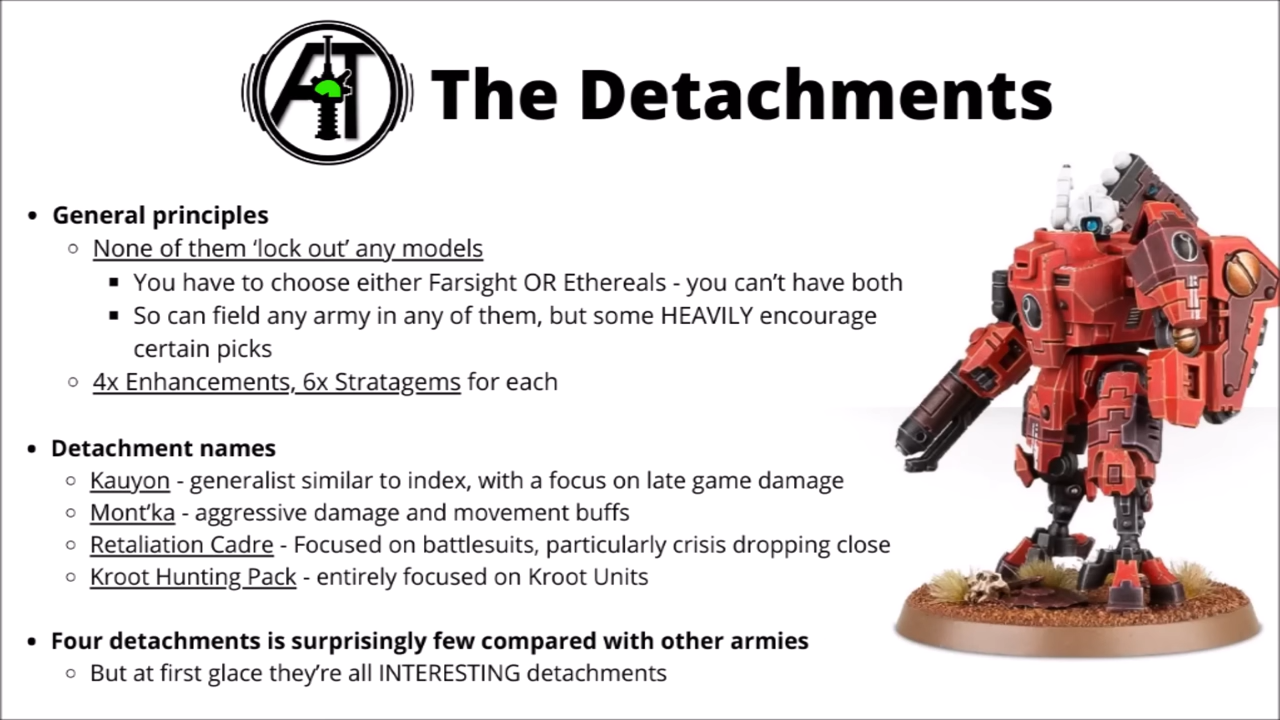 AT
The Detachments
• General principles
○ None of them ‘lock out’ any models
▪ You have to choose either Farsight OR Ethereals - you can’t have both
▪ So can field any army in any of them, but some HEAVILY encourage
certain picks
○ 4x Enhancements, 6x Stratagems for each
• Detachment names
○ Kauyon - generalist similar to index, with a focus on late game damage
○ Mont’ka - aggressive damage and movement buffs
○ Retaliation Cadre - Focused on battlesuits, particularly crisis dropping close
○ Kroot Hunting Pack - entirely focused on Kroot Units
• Four detachments is surprisingly few compared with other armies
○ But at first glace they’re all INTERESTING detachments